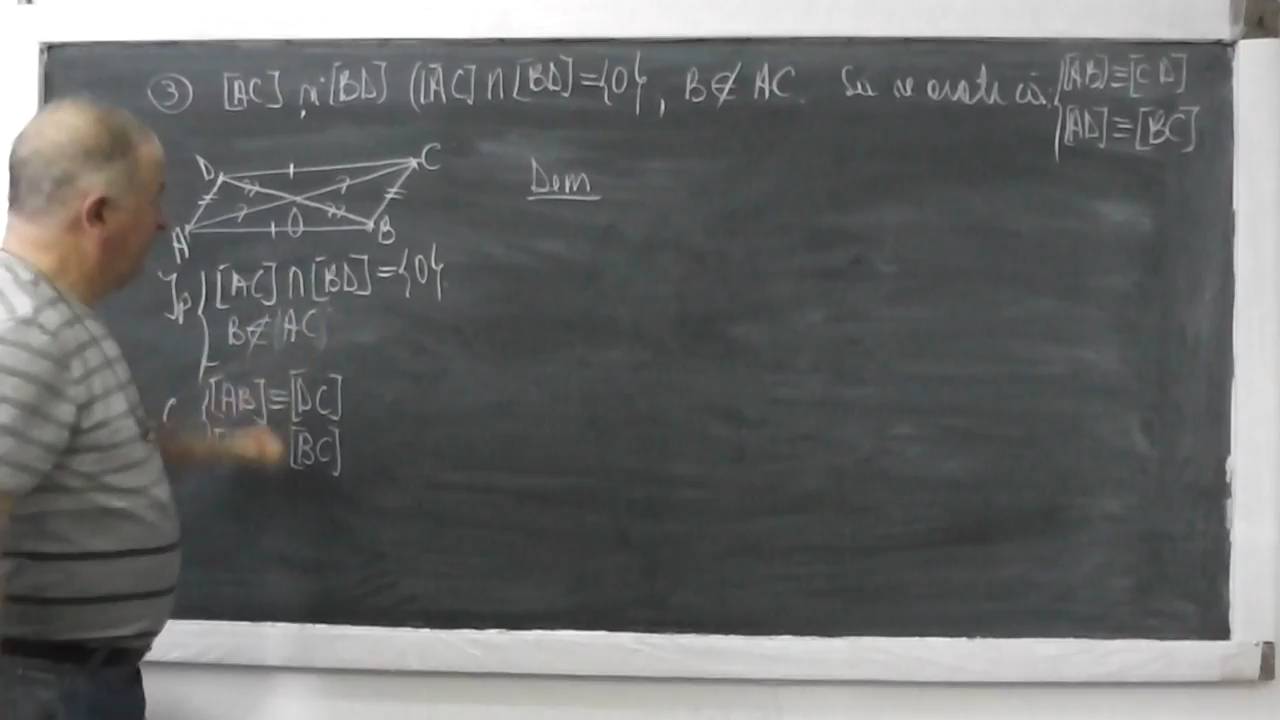 ③ [AC] și [BD] ([AC] ∩ [BD] = {O}, B ∉ AC. Să se arate că: { [AB] ≡ [CD]
[AD] ≡ [BC]
D C
Dem
A O B
Ip { [AC] ∩ [BD] = {O}
B ∉ AC
C { [AB] ≡ [DC]
[BC]